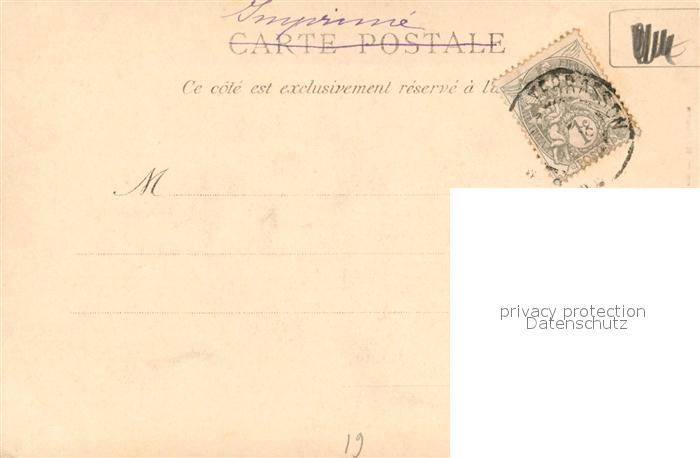 Imprimé
CARTE POSTALE
Ce côté est exclusivement réservé à l'a
M
privacy protection
Datenschutz
19